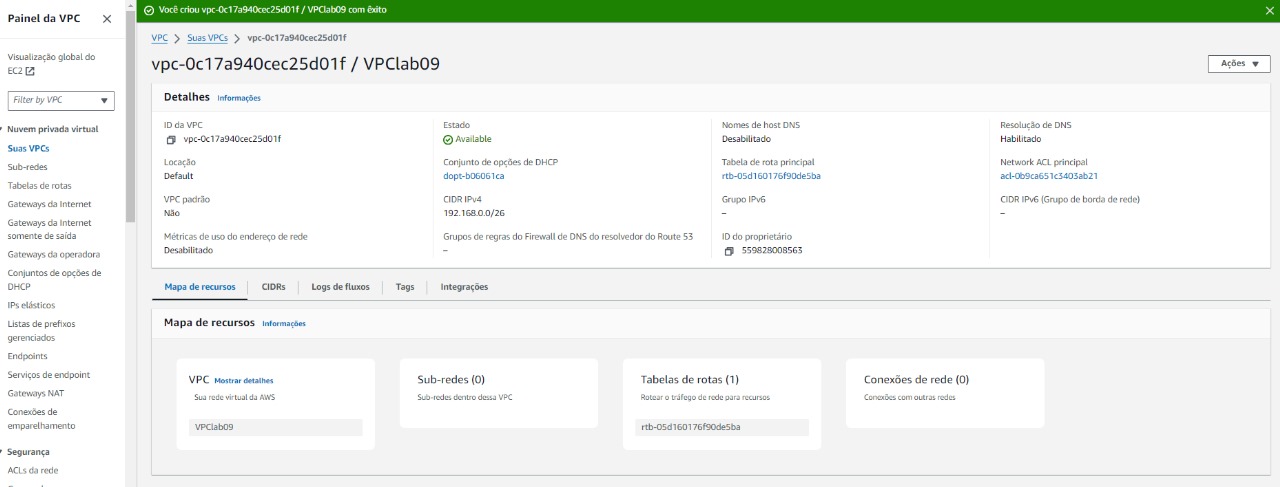 Painel da VPC
Você criou vpc-0c17a940cec25d01f / VPClab09 com êxito
Visualização global do
EC2
Filter by VPC
Nuvem privada virtual
Suas VPCs
Sub-redes
Tabelas de rotas
Gateways da Internet
Gateways da Internet
somente de saída
Gateways da operadora
Conjuntos de opções de
DHCP
IPs elásticos
Listas de prefixos
gerenciados
Endpoints
Serviços de endpoint
Gateways NAT
Conexões de
emparelhamento
Segurança
ACLs da rede
VPC > Suas VPCs > vpc-0c17a940cec25d01f
vpc-0c17a940cec25d01f / VPClab09
Ações
Detalhes Informações
ID da VPC
vpc-0c17a940cec25d01f
Estado
Available
Nomes de host DNS
Desabilitado
Resolução de DNS
Habilitado
Locação
Default
Conjunto de opções de DHCP
dopt-b06061ca
Tabela de rota principal
rtb-05d160176f90de5ba
Network ACL principal
acl-0b9ca651c3403ab21
VPC padrão
Não
CIDR IPv4
192.168.0.0/26
Grupo IPv6
–
CIDR IPv6 (Grupo de borda de rede)
–
Métricas de uso do endereço de rede
Desabilitado
Grupos de regras do Firewall de DNS do resolvedor do Route 53
–
ID do proprietário
559828008563
Mapa de recursos
CIDRs
Logs de fluxos
Tags
Integrações
Mapa de recursos Informações
VPC Mostrar detalhes
Sua rede virtual da AWS
VPClab09
Sub-redes (0)
Sub-redes dentro dessa VPC
Tabelas de rotas (1)
Rotear o tráfego de rede para recursos
rtb-05d160176f90de5ba
Conexões de rede (0)
Conexões com outras redes